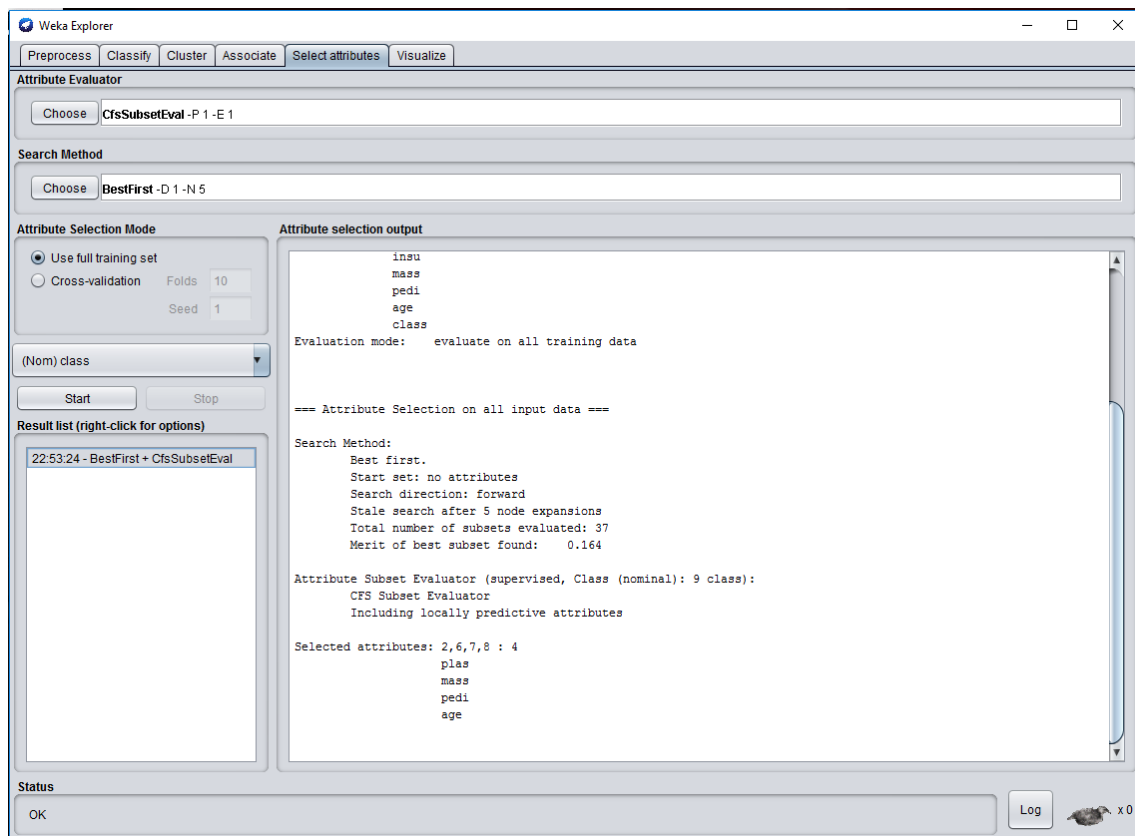 Weka Explorer
Preprocess Classify Cluster Associate Select attributes Visualize
Attribute Evaluator
Choose CfsSubsetEval -P 1 -E 1
Search Method
Choose BestFirst -D 1 -N 5
Attribute Selection Mode
Use full training set
Cross-validation Folds 10
Seed 1
(Nom) class
Start Stop
Result list (right-click for options)
22:53:24 - BestFirst + CfsSubsetEval
Attribute selection output
insu
mass
pedi
age
class
Evaluation mode: evaluate on all training data
=== Attribute Selection on all input data ===
Search Method:
Best first.
Start set: no attributes
Search direction: forward
Stale search after 5 node expansions
Total number of subsets evaluated: 37
Merit of best subset found: 0.164
Attribute Subset Evaluator (supervised, Class (nominal): 9 class):
CFS Subset Evaluator
Including locally predictive attributes
Selected attributes: 2,6,7,8 : 4
plas
mass
pedi
age
Status
OK
Log x 0